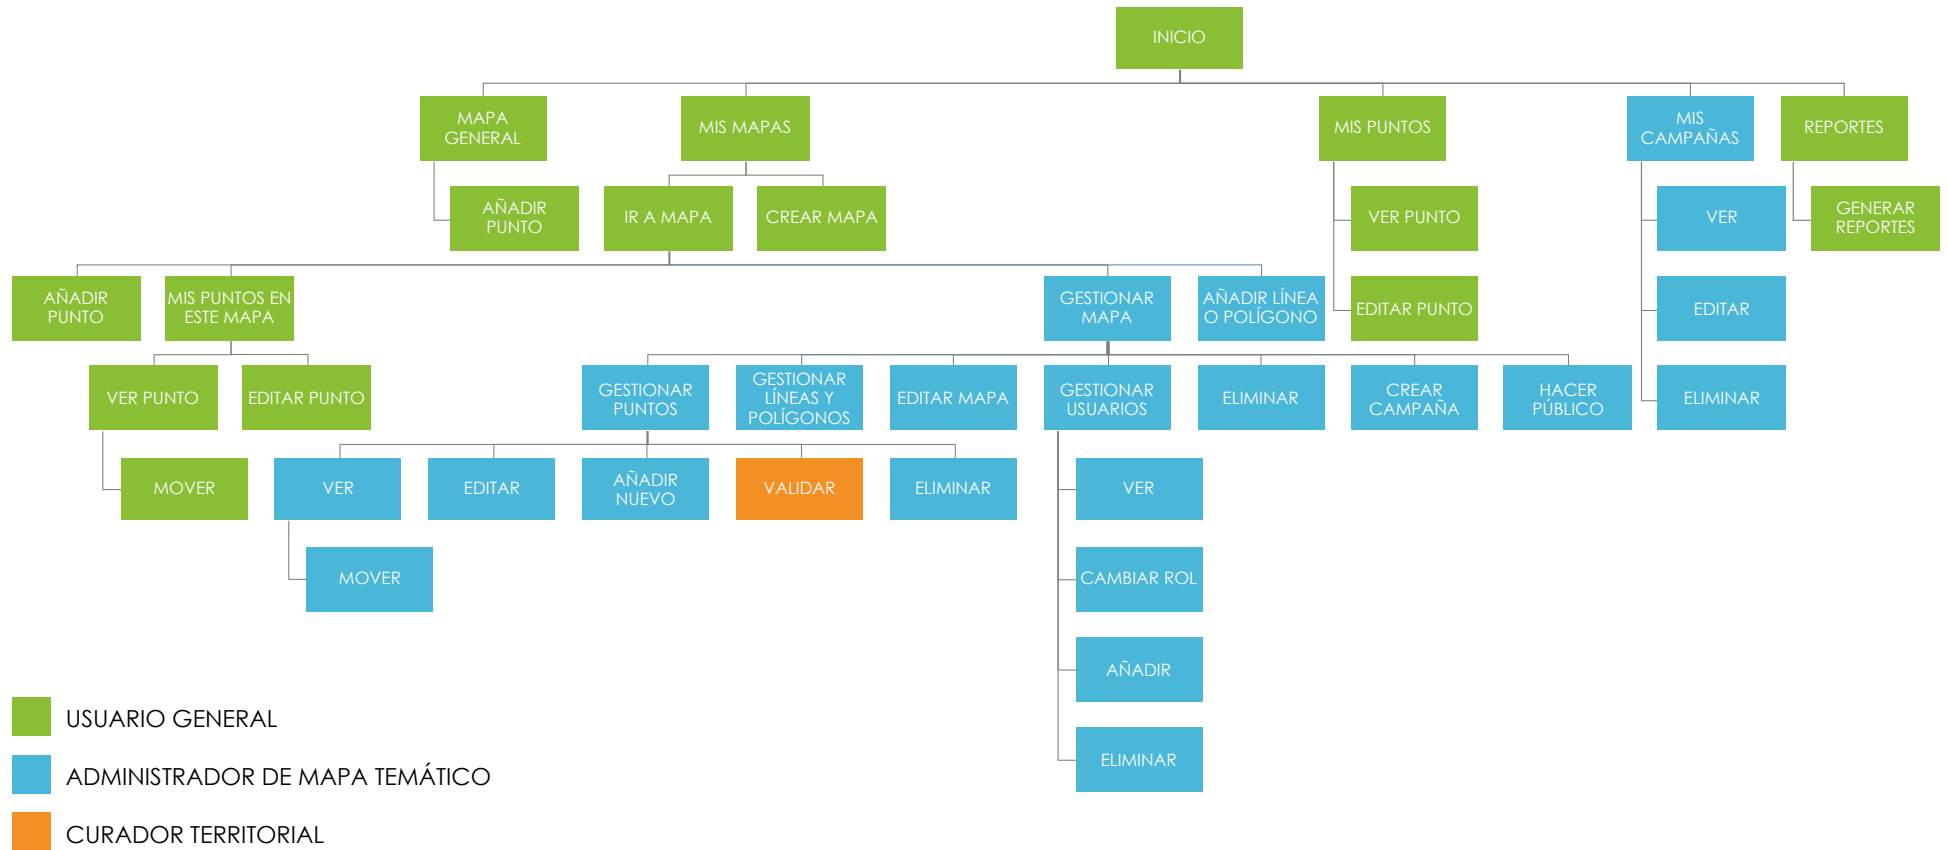 INICIO
MAPA
GENERAL
MIS MAPAS
MIS PUNTOS
MIS
CAMPAÑAS
REPORTES
AÑADIR
PUNTO
IR A MAPA
CREAR MAPA
VER PUNTO
VER
GENERAR
REPORTES
AÑADIR
PUNTO
MIS PUNTOS EN
ESTE MAPA
GESTIONAR
MAPA
AÑADIR LÍNEA
O POLÍGONO
EDITAR PUNTO
EDITAR
VER PUNTO
EDITAR PUNTO
GESTIONAR
PUNTOS
GESTIONAR
LÍNEAS Y
POLÍGONOS
EDITAR MAPA
GESTIONAR
USUARIOS
ELIMINAR
CREAR
CAMPAÑA
HACER
PÚBLICO
ELIMINAR
MOVER
VER
EDITAR
AÑADIR
NUEVO
VALIDAR
ELIMINAR
VER
MOVER
CAMBIAR ROL
AÑADIR
ELIMINAR
USUARIO GENERAL
ADMINISTRADOR DE MAPA TEMÁTICO
CURADOR TERRITORIAL